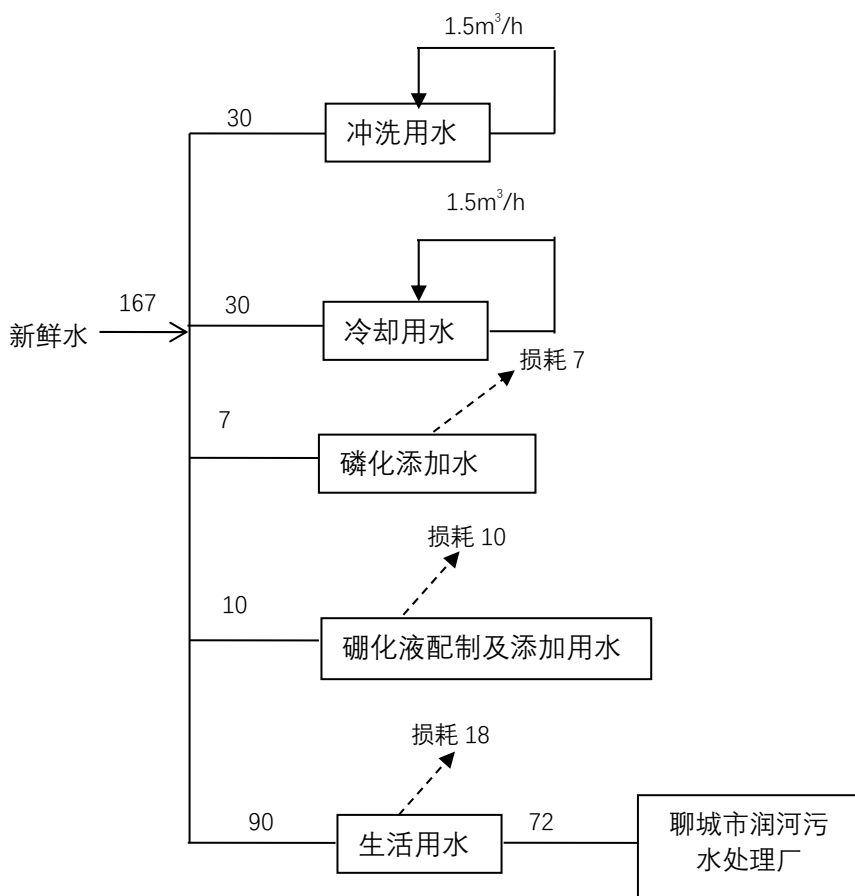 1.5m³/h
30
冲洗用水
1.5m³/h
167
30
新鲜水
冷却用水
损耗 7
7
磷化添加水
损耗 10
10
硼化液配制及添加用水
损耗 18
90
生活用水
72
聊城市润河污
水处理厂